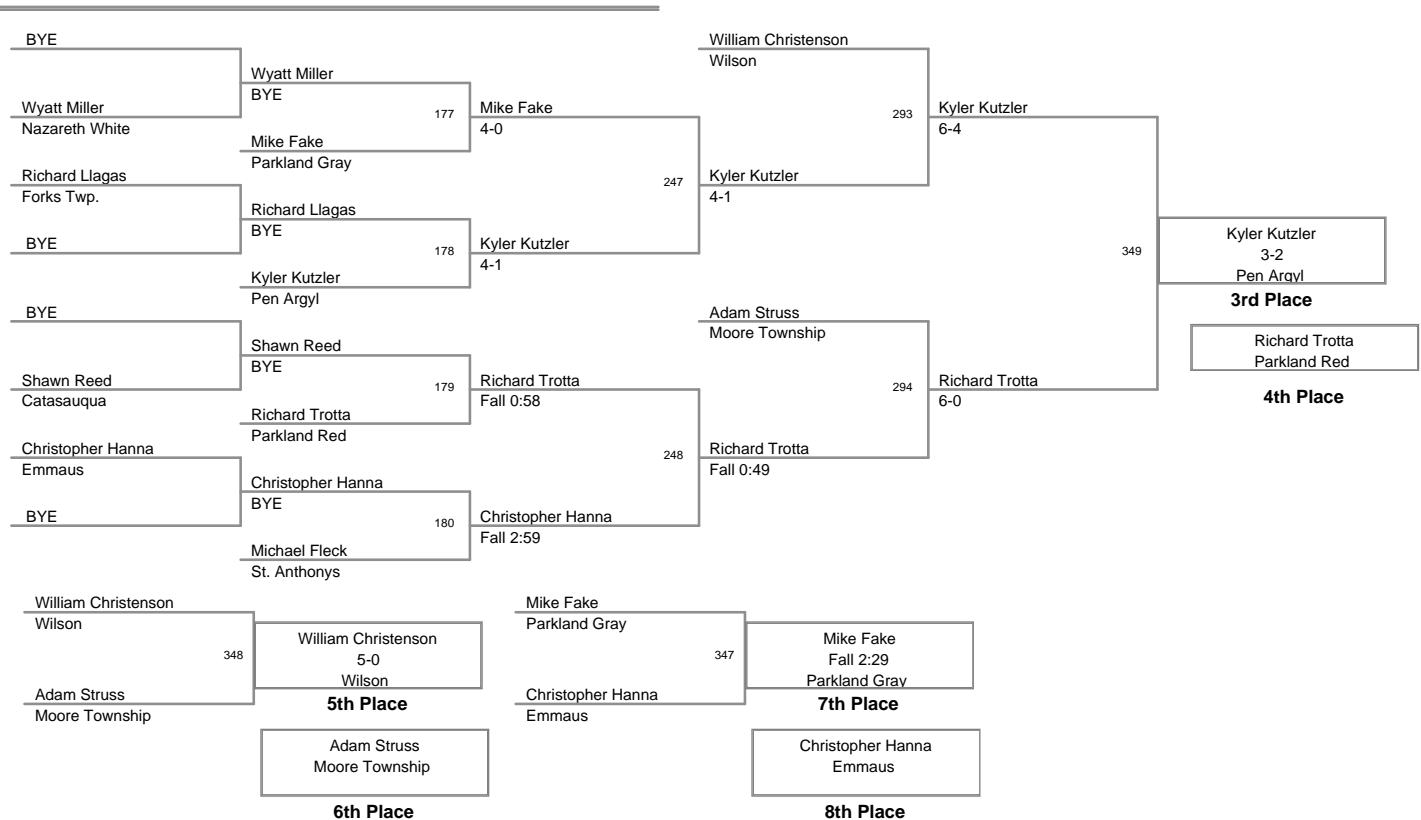 BYE
Wyatt Miller
BYE
Wyatt Miller
Nazareth White
177
Mike Fake
Parkland Gray
Mike Fake
4-0
Richard Llagas
Forks Twp.
Richard Llagas
BYE
BYE
178
Kyler Kutzler
Pen Argyl
Kyler Kutzler
4-1
247
Kyler Kutzler
4-1
William Christenson
Wilson
293
Kyler Kutzler
6-4
BYE
Shawn Reed
BYE
Shawn Reed
Catasauqua
179
Richard Trotta
Parkland Red
Richard Trotta
Fall 0:58
Christopher Hanna
Emmaus
Christopher Hanna
BYE
BYE
180
Michael Fleck
St. Anthonys
Christopher Hanna
Fall 2:59
248
Richard Trotta
Fall 0:49
Adam Struss
Moore Township
294
Richard Trotta
6-0
349
Kyler Kutzler
3-2
Pen Argyl
3rd Place
Richard Trotta
Parkland Red
4th Place
William Christenson
Wilson
348
Adam Struss
Moore Township
William Christenson
5-0
Wilson
5th Place
Adam Struss
Moore Township
6th Place
Mike Fake
Parkland Gray
347
Christopher Hanna
Emmaus
Mike Fake
Fall 2:29
Parkland Gray
7th Place
Christopher Hanna
Emmaus
8th Place